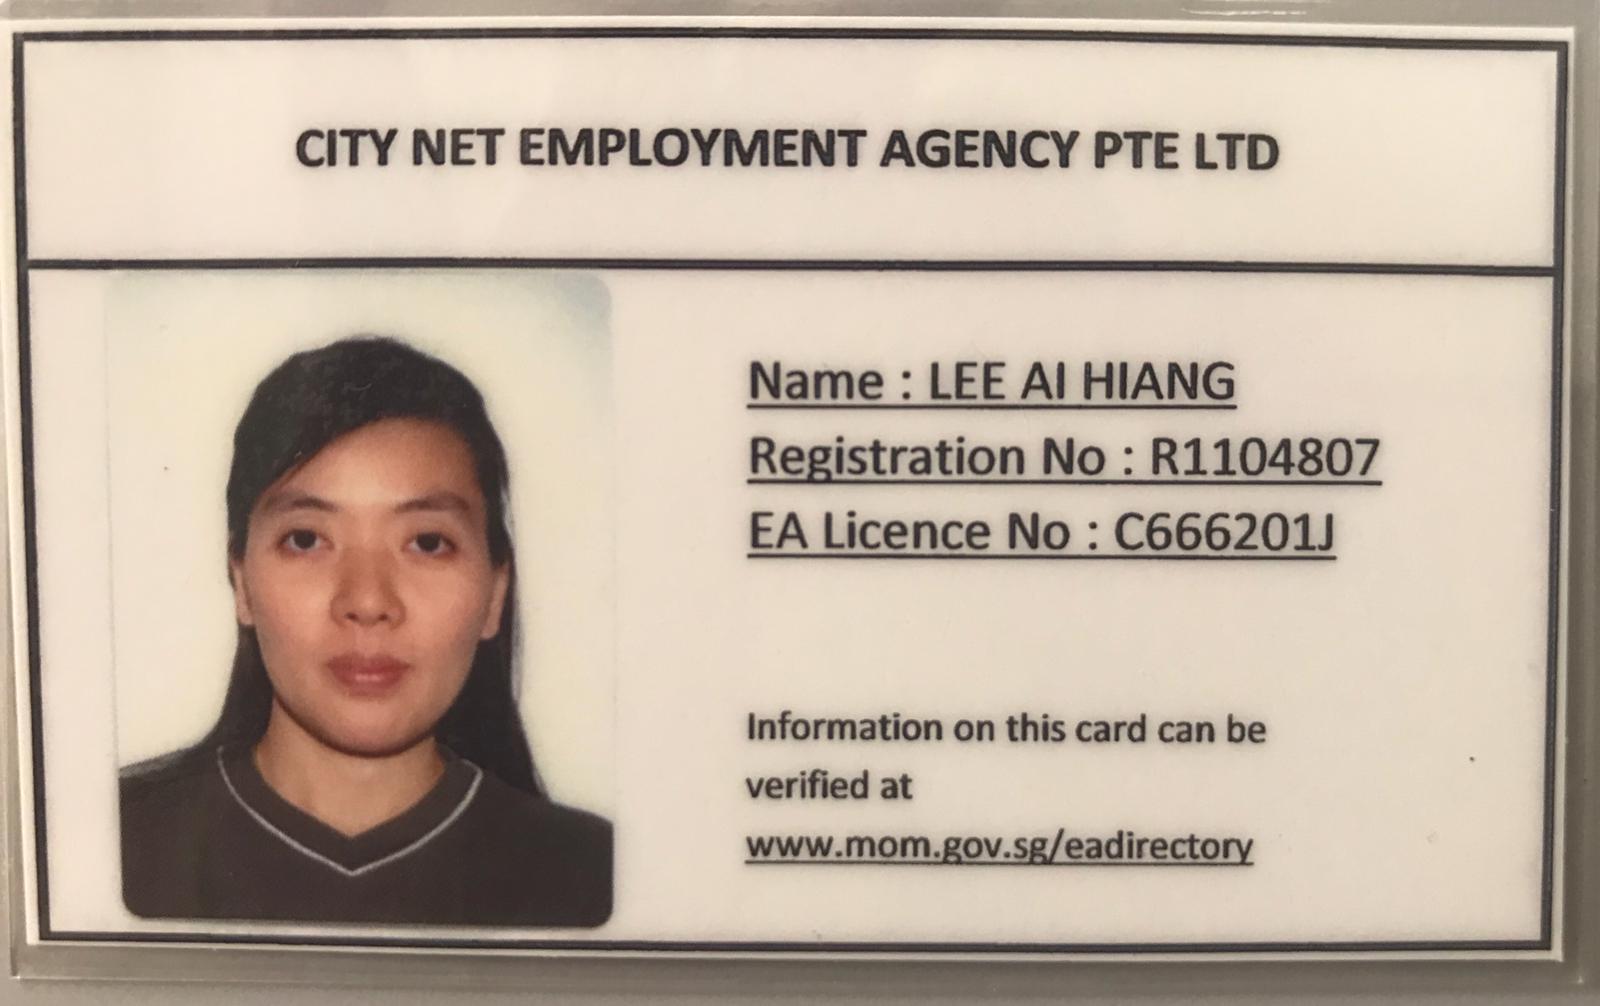 CITY NET EMPLOYMENT AGENCY PTE LTD
Name : LEE AI HIANG
Registration No : R1104807
EA Licence No : C666201J
Information on this card can be
verified at
www.mom.gov.sg/eadirectory